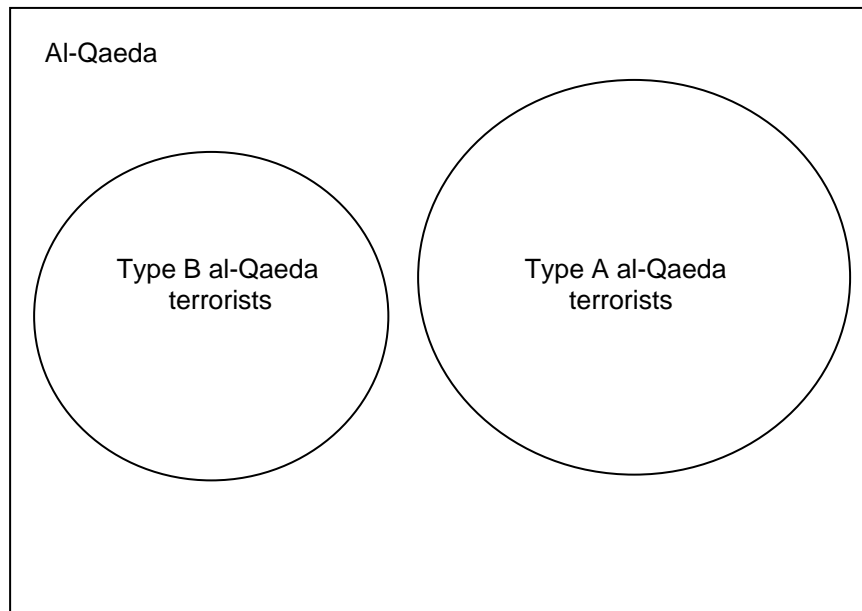 Al-Qaeda
Type B al-Qaeda
terrorists
Type A al-Qaeda
terrorists